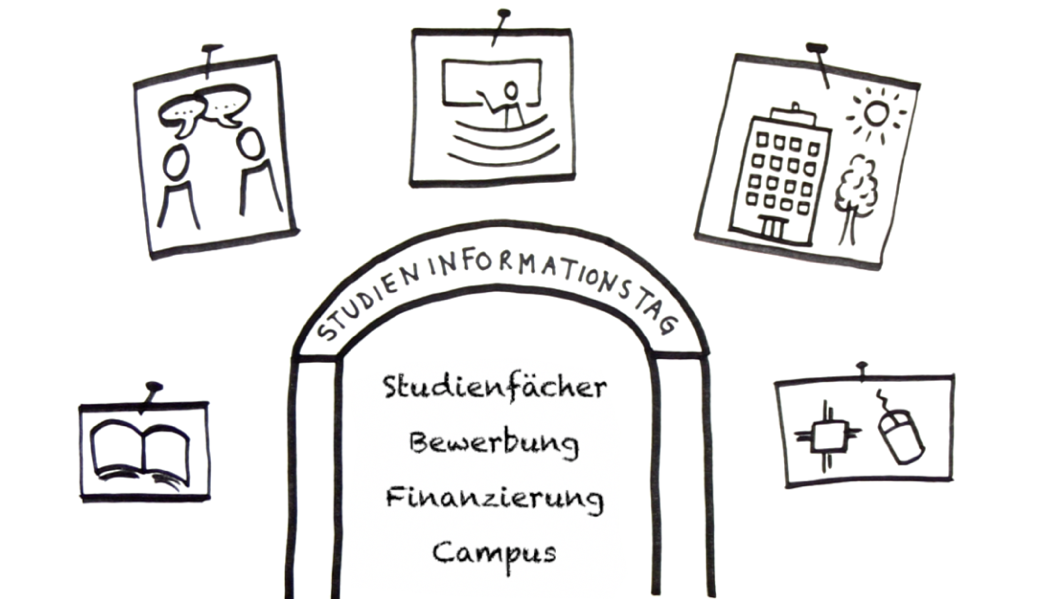 STUDIENINFORMATIONSTAG
Studienfächer
Bewerbung
Finanzierung
Campus